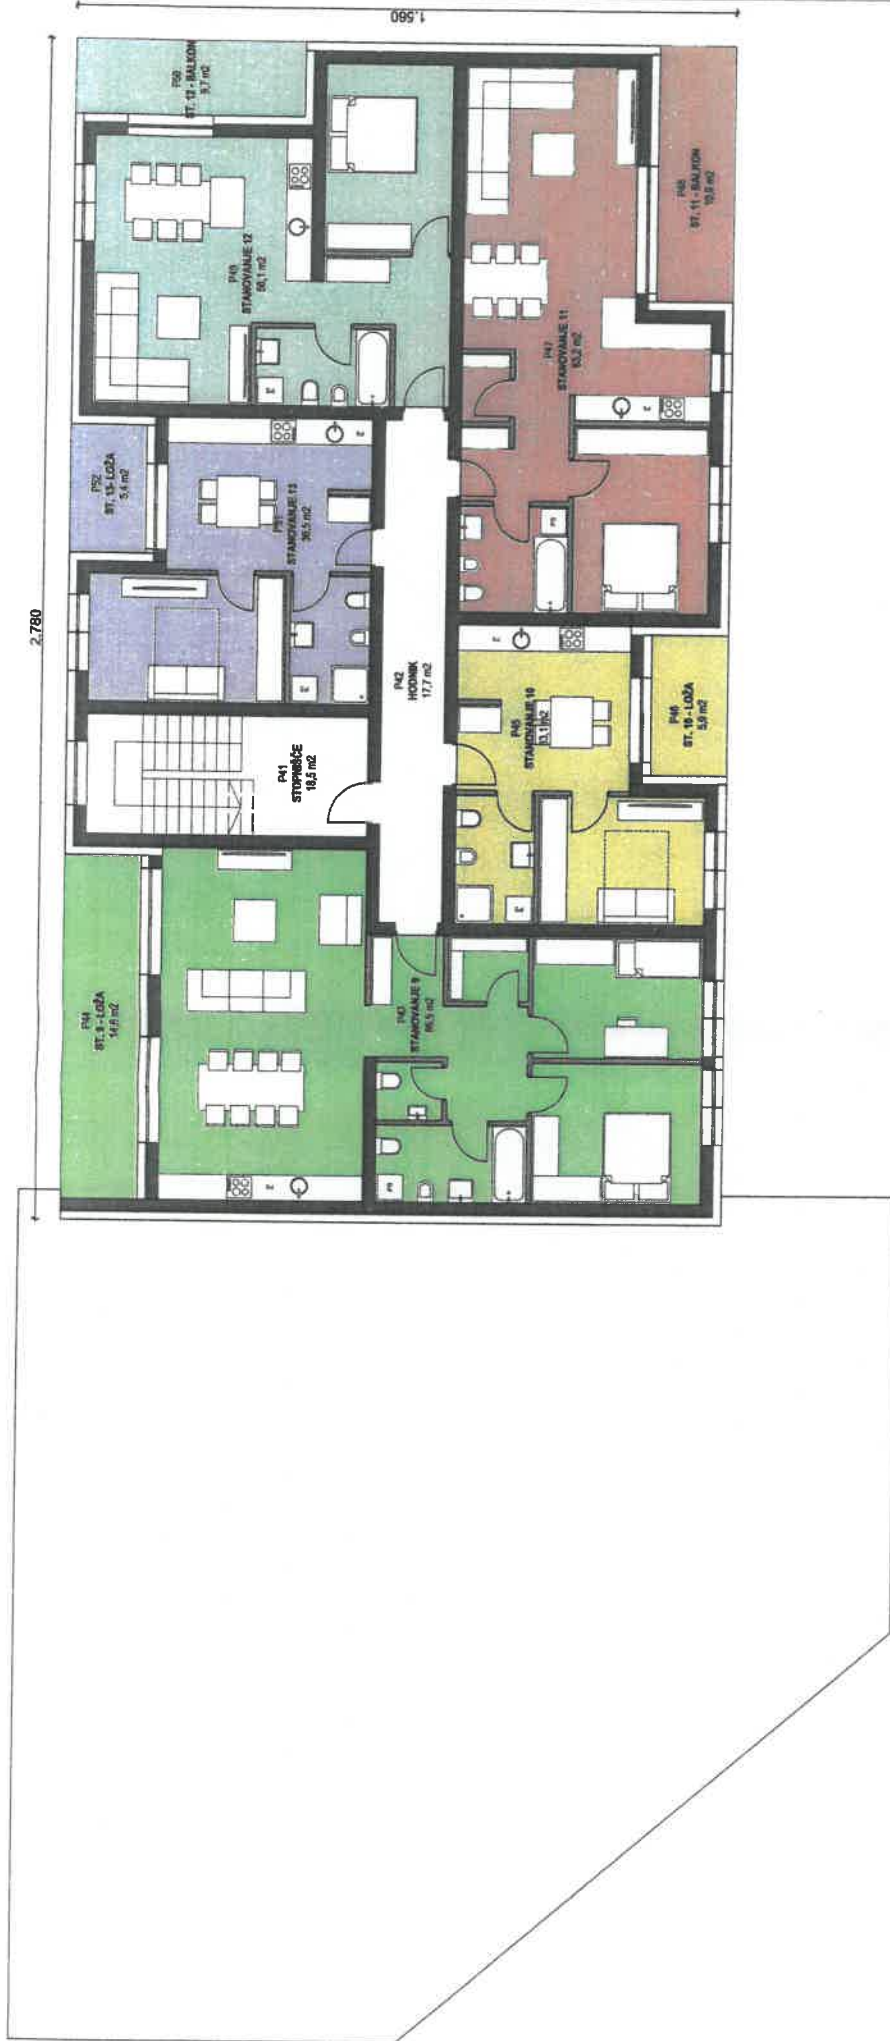 1.560
2.780
P50
ST. 12 - BALKON
9,7 m2
P49
STANOVANJE 12
56,1 m2
P48
ST. 11 - BALKON
10,9 m2
P47
STANOVANJE 11
63,2 m2
P52
ST. 13- LOŽA
5,4 m2
P51
STANOVANJE 13
36,5 m2
P42
HODNIK
17,7 m2
P41
STOPNIŠČE
18,5 m2
P45
STANOVANJE 10
33,1 m2
P46
ST. 10 - LOŽA
5,9 m2
P44
ST. 9 - LOŽA
14,6 m2
P43
STANOVANJE 9
86,5 m2